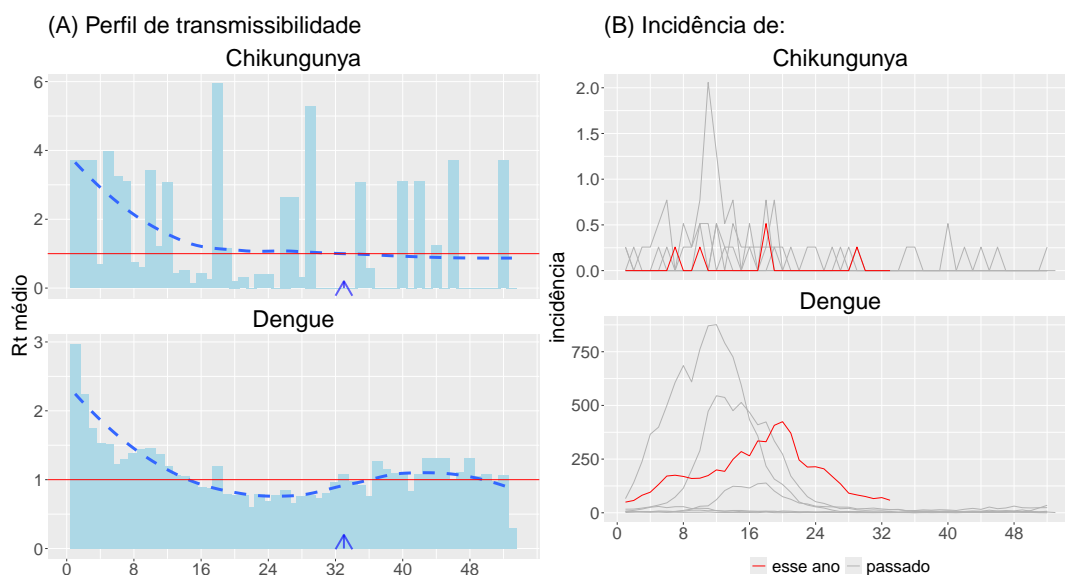 (A) Perfil de transmissibilidade
Chikungunya
6
4
2
0
Dengue
3
2
1
0
0 8 16 24 32 40 48
Rt médio
(B) Incidência de:
Chikungunya
2.0
1.5
1.0
0.5
0.0
Dengue
750
500
250
0
0 8 16 24 32 40 48
incidência
esse ano passado